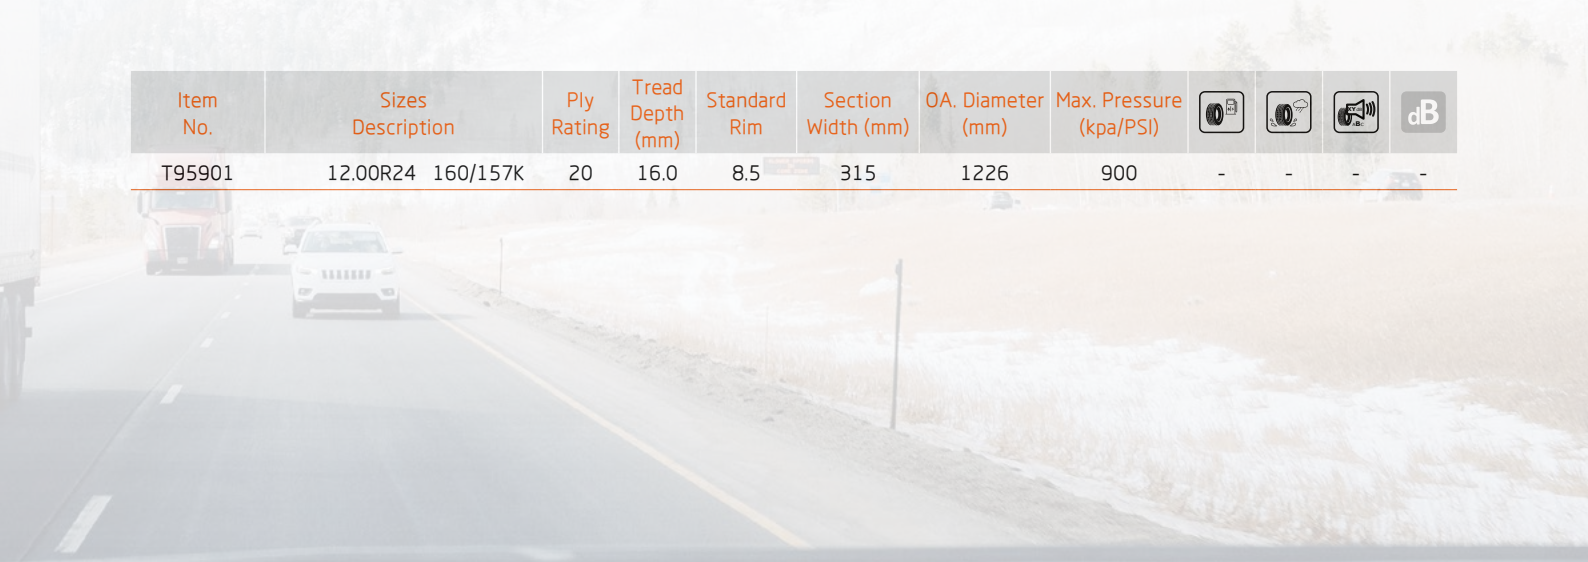 Item No.
Sizes Description
Ply Rating
Tread Depth (mm)
Standard Rim
Section Width (mm)
OA. Diameter (mm)
Max. Pressure (kpa/PSI)
dB
T95901 12.00R24 160/157K 20 16.0 8.5 315 1226 900 - - - -